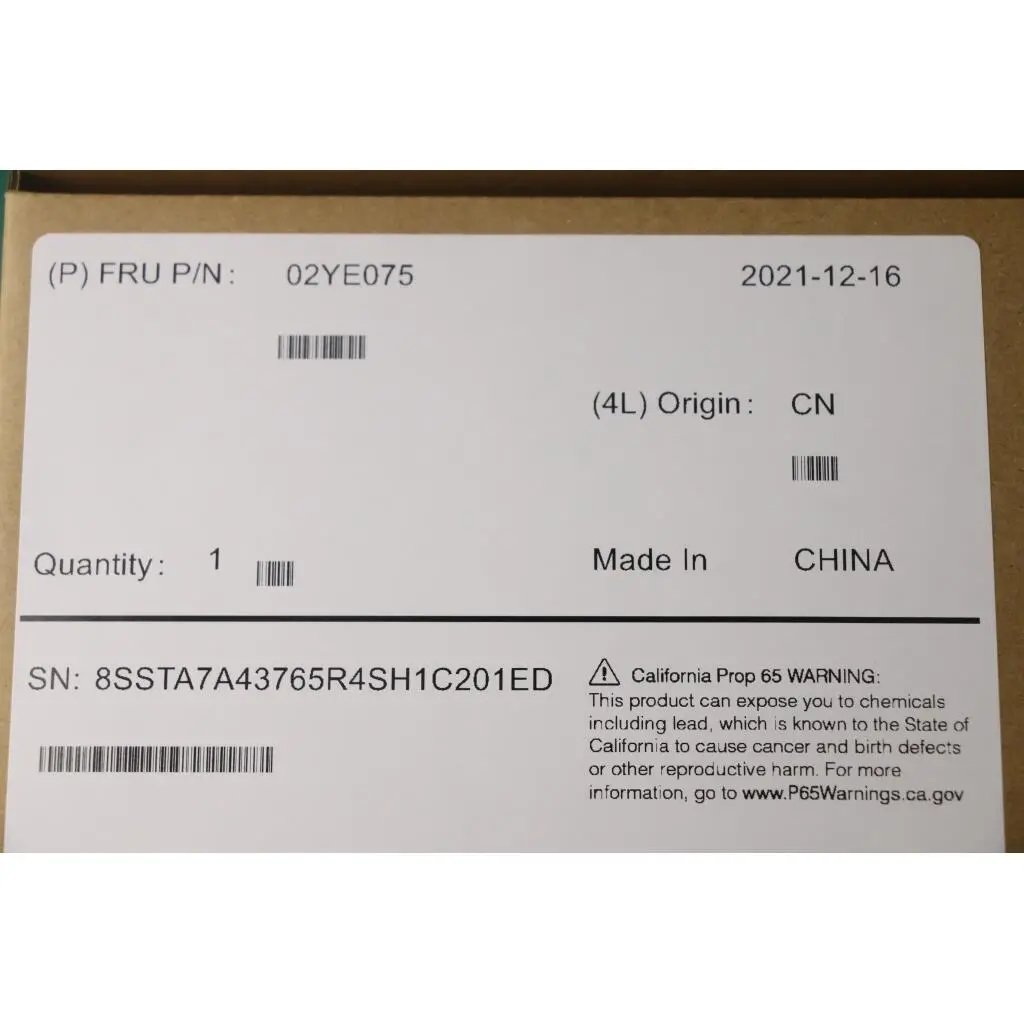 (P) FRU P/N: 02YE075 2021-12-16
(4L) Origin: CN
Quantity: 1 Made In CHINA
SN: 8SSTA7A43765R4SH1C201ED
California Prop 65 WARNING:
This product can expose you to chemicals
including lead, which is known to the State of
California to cause cancer and birth defects
or other reproductive harm. For more
information, go to www.P65Warnings.ca.gov